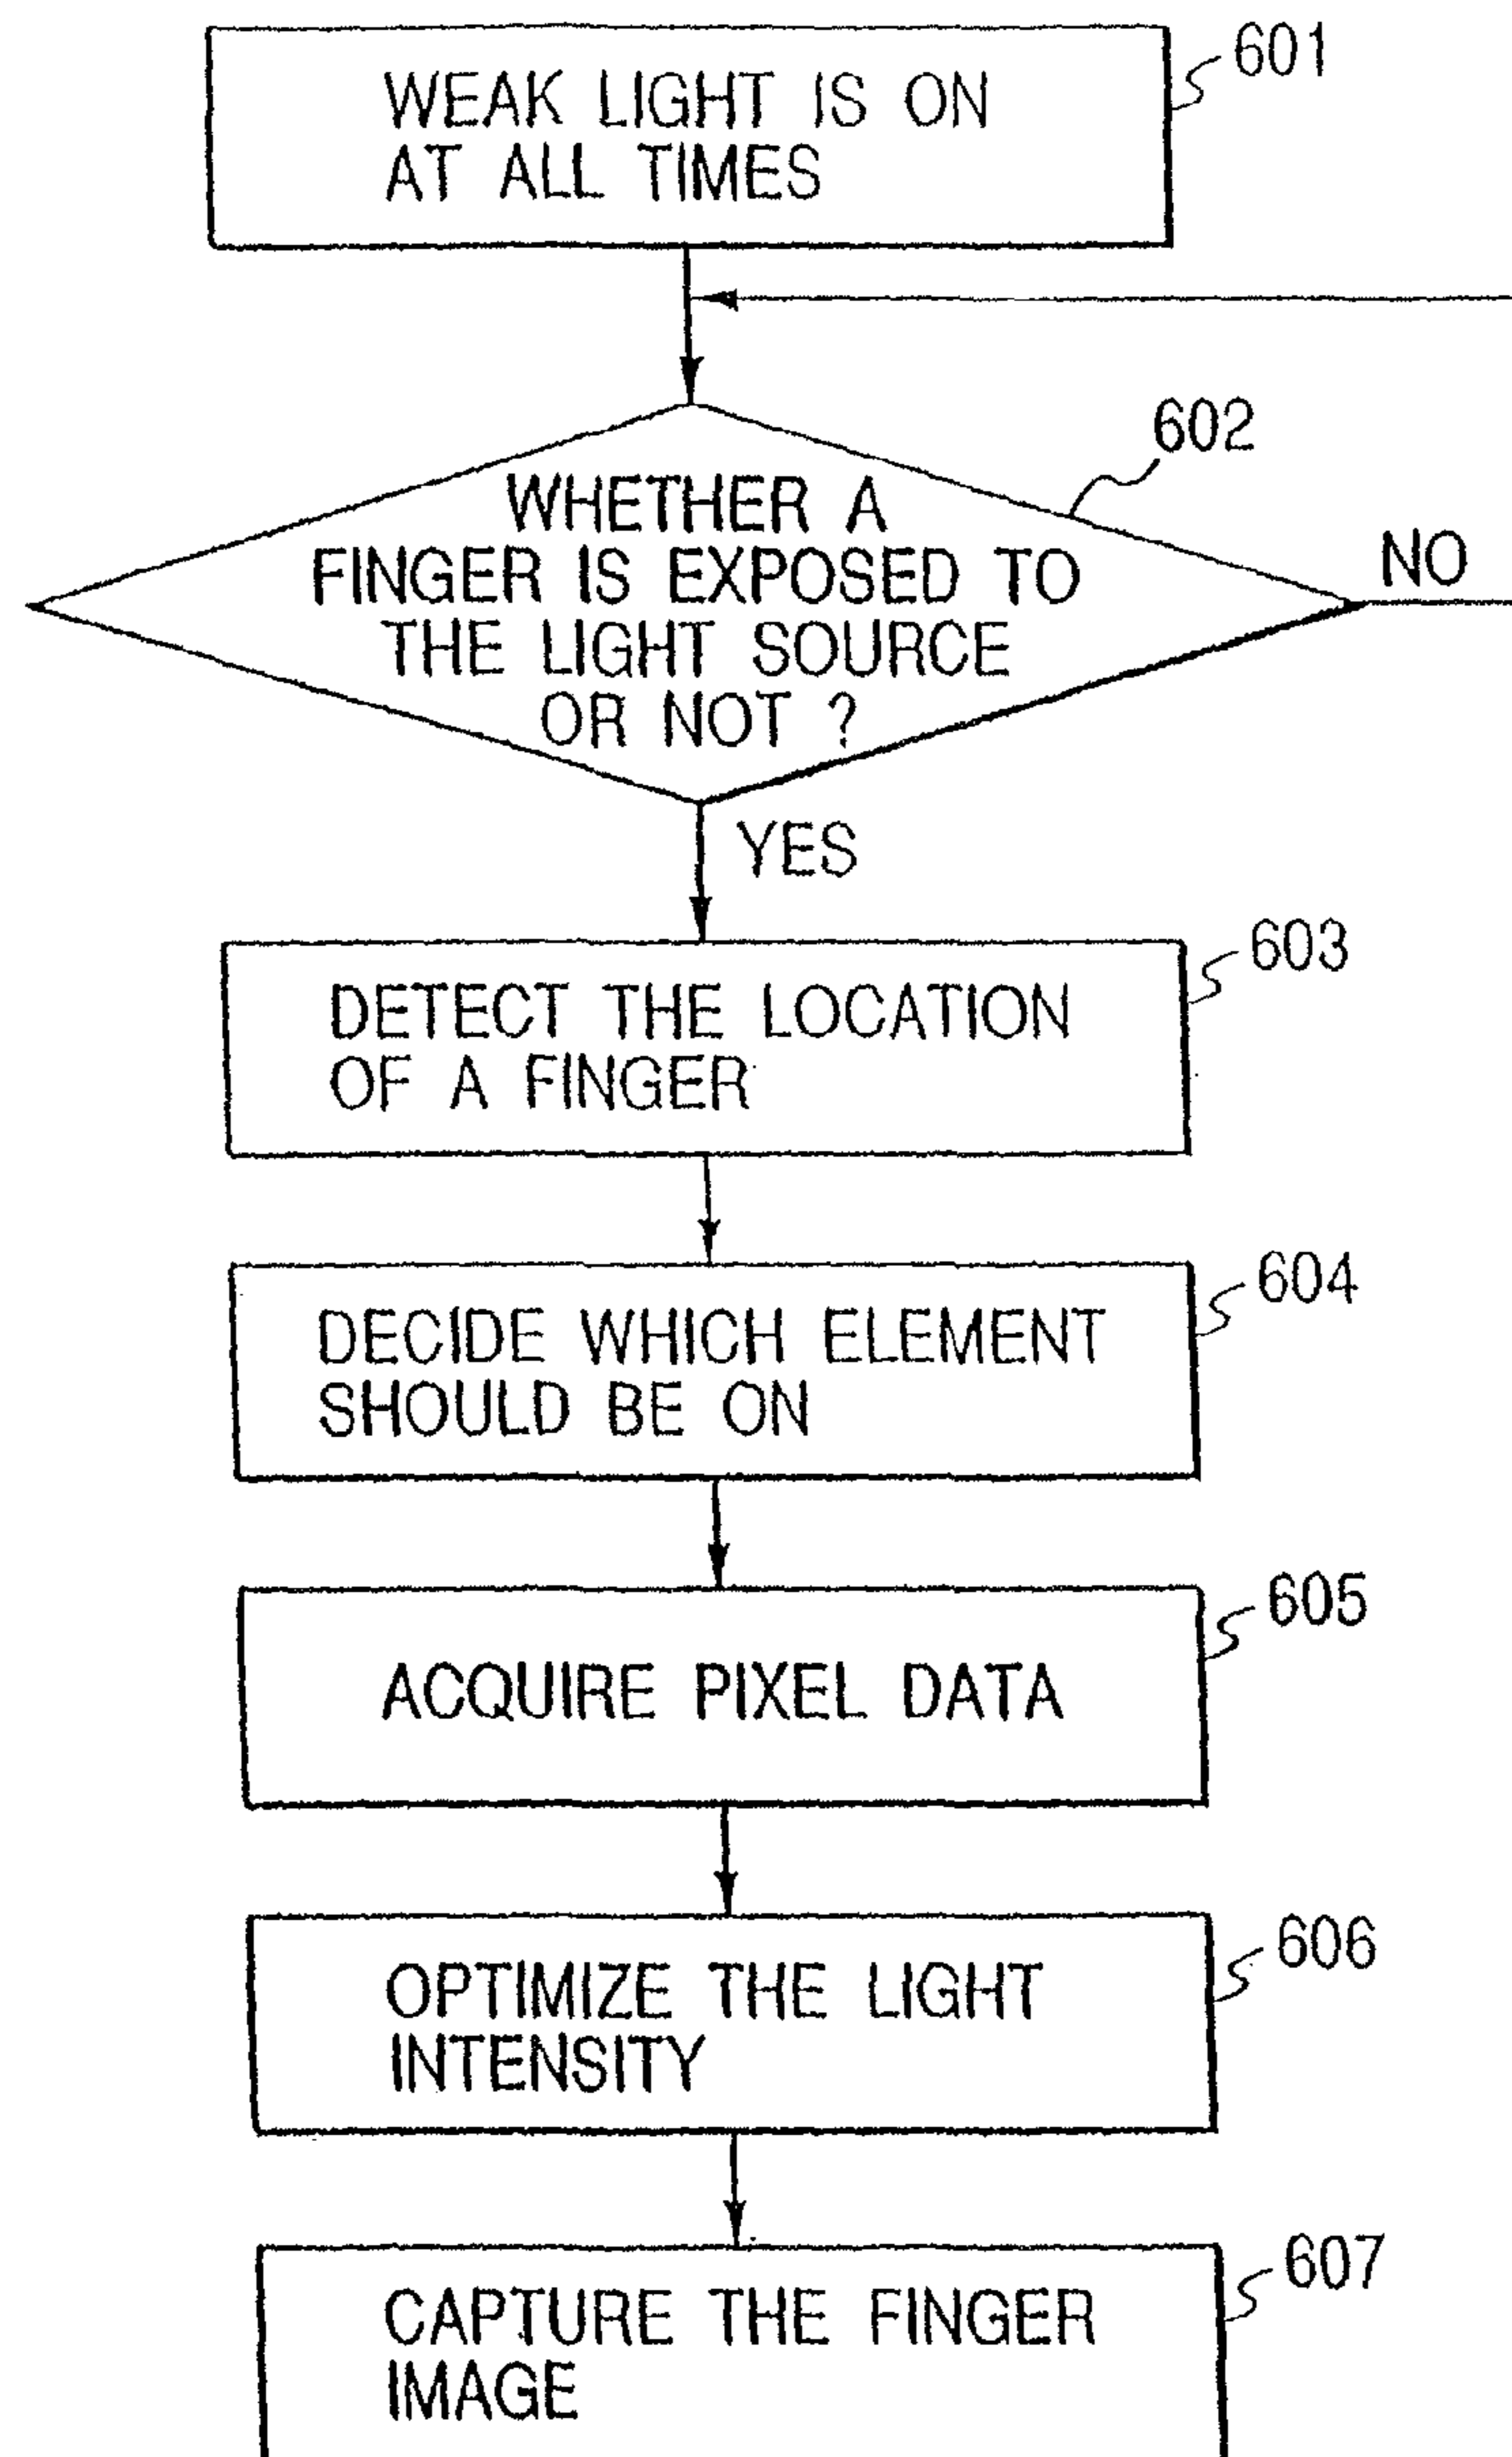 WEAK LIGHT IS ON
AT ALL TIMES
601
602
WHETHER A
FINGER IS EXPOSED TO
THE LIGHT SOURCE
OR NOT ?
NO
YES
603
DETECT THE LOCATION
OF A FINGER
604
DECIDE WHICH ELEMENT
SHOULD BE ON
605
ACQUIRE PIXEL DATA
606
OPTIMIZE THE LIGHT
INTENSITY
607
CAPTURE THE FINGER
IMAGE